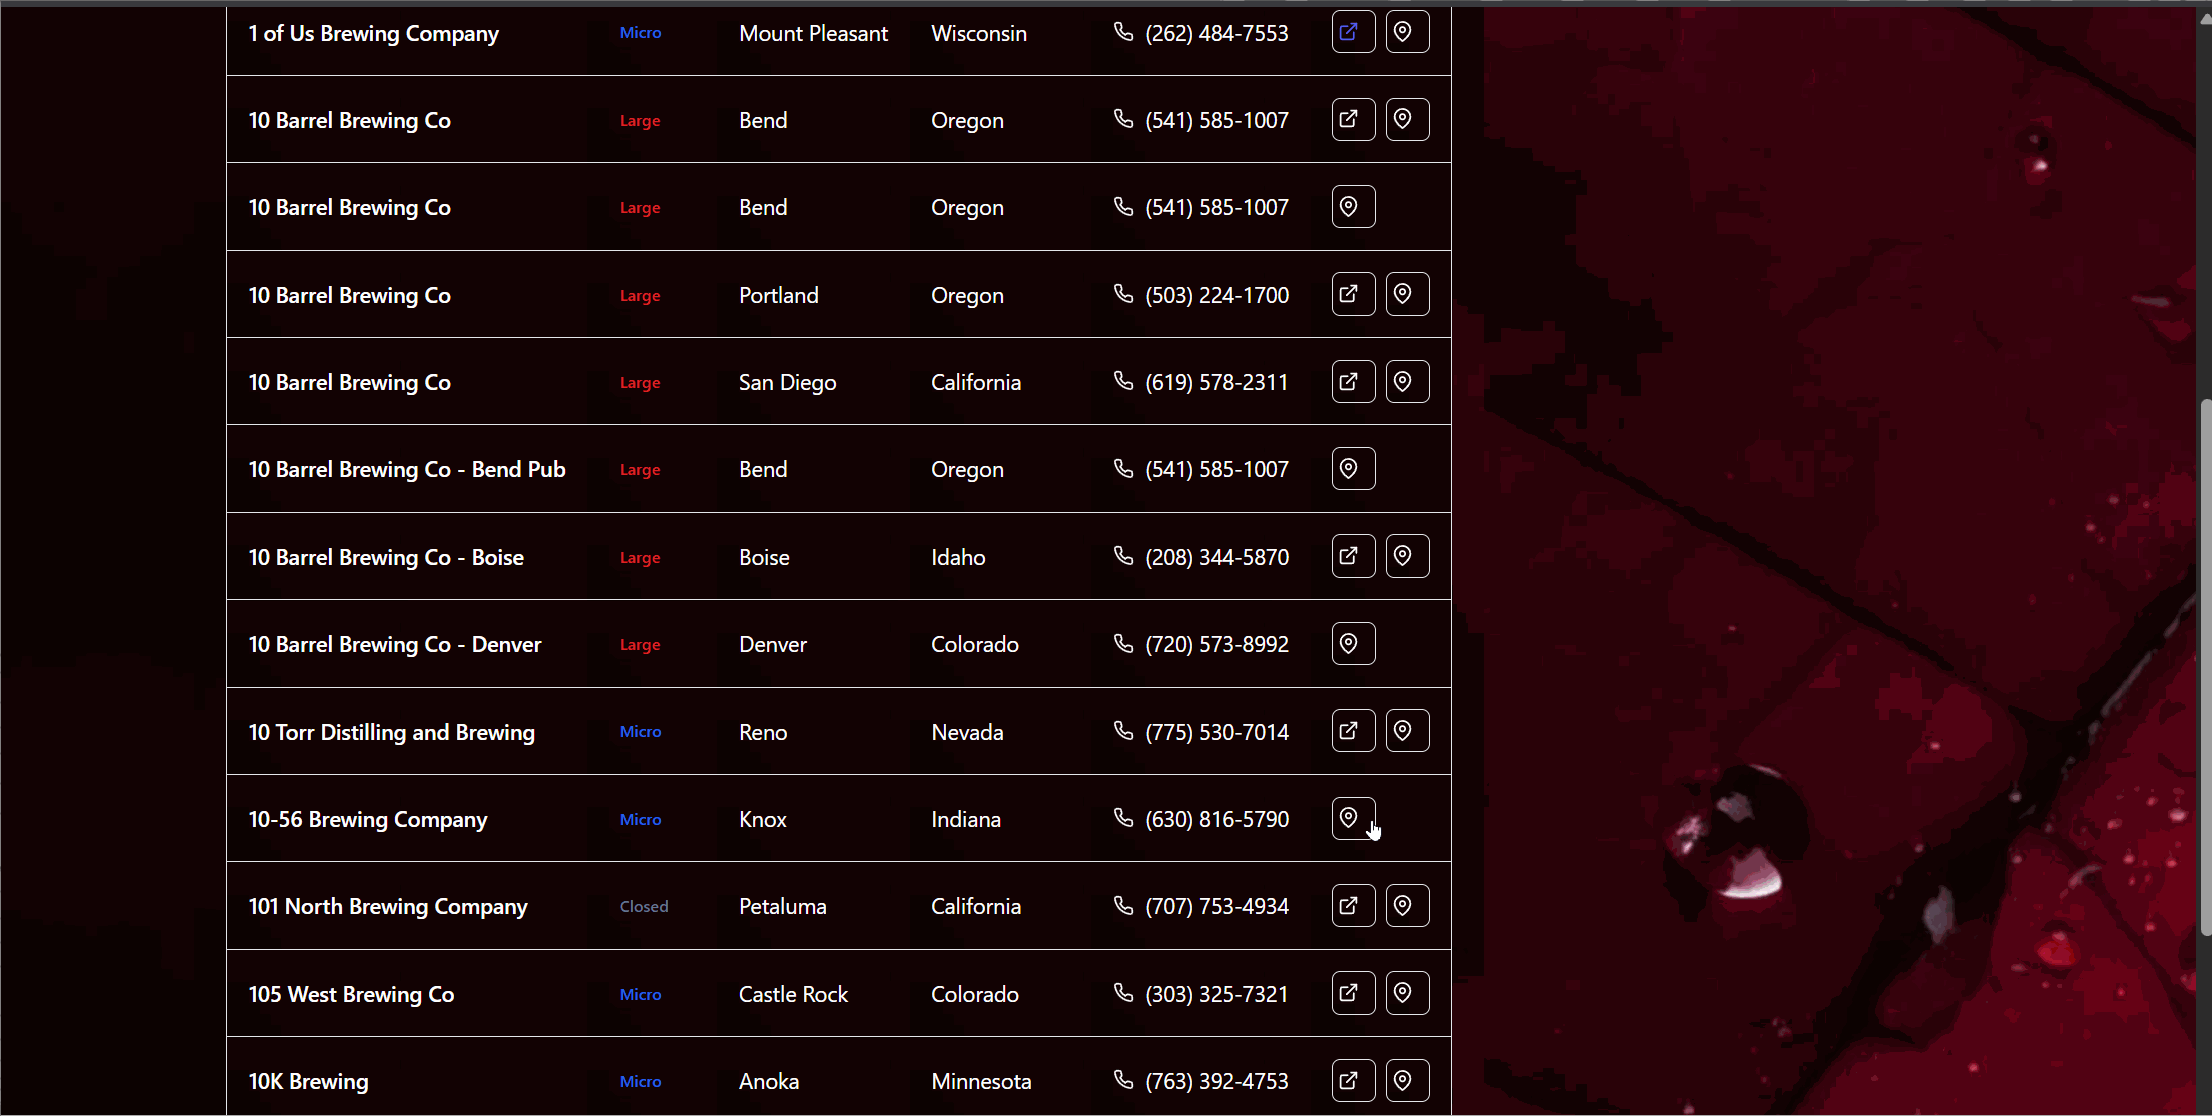 1 of Us Brewing Company Micro Mount Pleasant Wisconsin (262) 484-7553
10 Barrel Brewing Co Large Bend Oregon (541) 585-1007
10 Barrel Brewing Co Large Bend Oregon (541) 585-1007
10 Barrel Brewing Co Large Portland Oregon (503) 224-1700
10 Barrel Brewing Co Large San Diego California (619) 578-2311
10 Barrel Brewing Co - Bend Pub Large Bend Oregon (541) 585-1007
10 Barrel Brewing Co - Boise Large Boise Idaho (208) 344-5870
10 Barrel Brewing Co - Denver Large Denver Colorado (720) 573-8992
10 Torr Distilling and Brewing Micro Reno Nevada (775) 530-7014
10-56 Brewing Company Micro Knox Indiana (630) 816-5790
101 North Brewing Company Closed Petaluma California (707) 753-4934
105 West Brewing Co Micro Castle Rock Colorado (303) 325-7321
10K Brewing Micro Anoka Minnesota (763) 392-4753